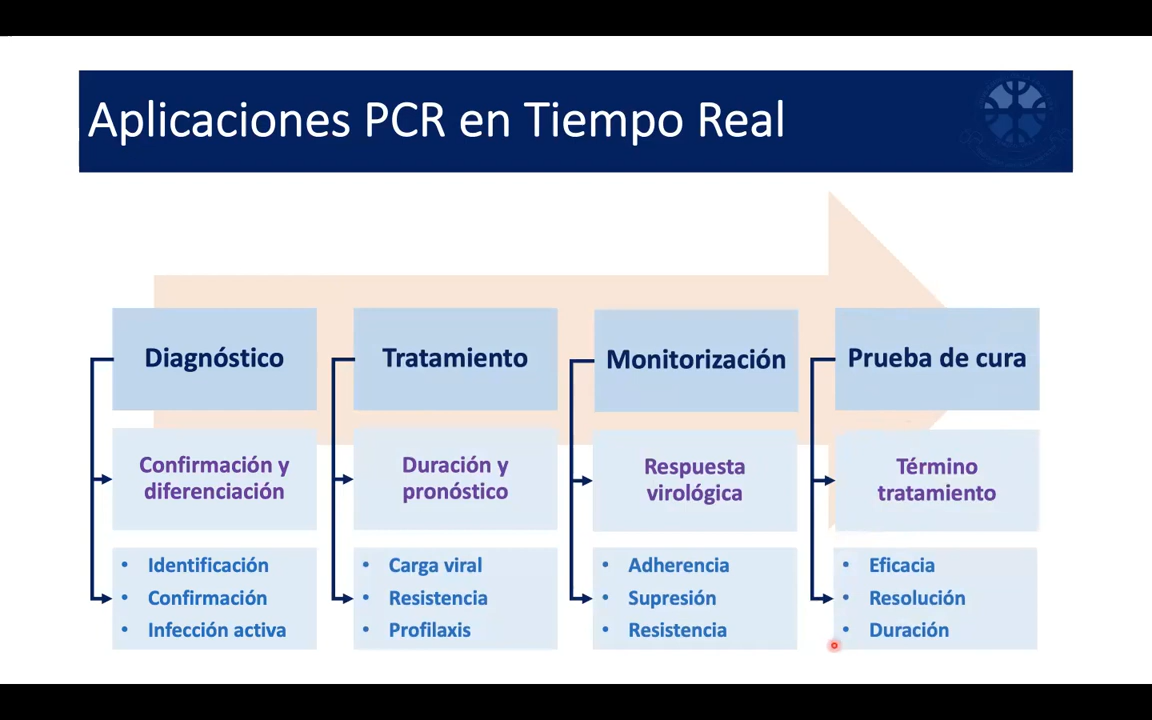 Aplicaciones PCR en Tiempo Real
Diagnóstico
Confirmación y
diferenciación
• Identificación
• Confirmación
• Infección activa
Tratamiento
Duración y
pronóstico
• Carga viral
• Resistencia
• Profilaxis
Monitorización
Respuesta
virológica
• Adherencia
• Supresión
• Resistencia
Prueba de cura
Término
tratamiento
• Eficacia
• Resolución
• Duración